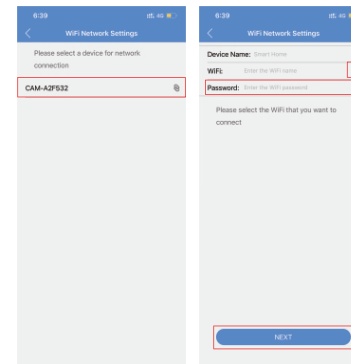 6:39
WiFi Network Settings
Please select a device for network
connection
CAM-A2F532
6:39
WiFi Network Settings
Device Name: Smart Home
WiFi: Enter the WiFi name
Password: Enter the WiFi password
Please select the WiFi that you want to
connect
NEXT